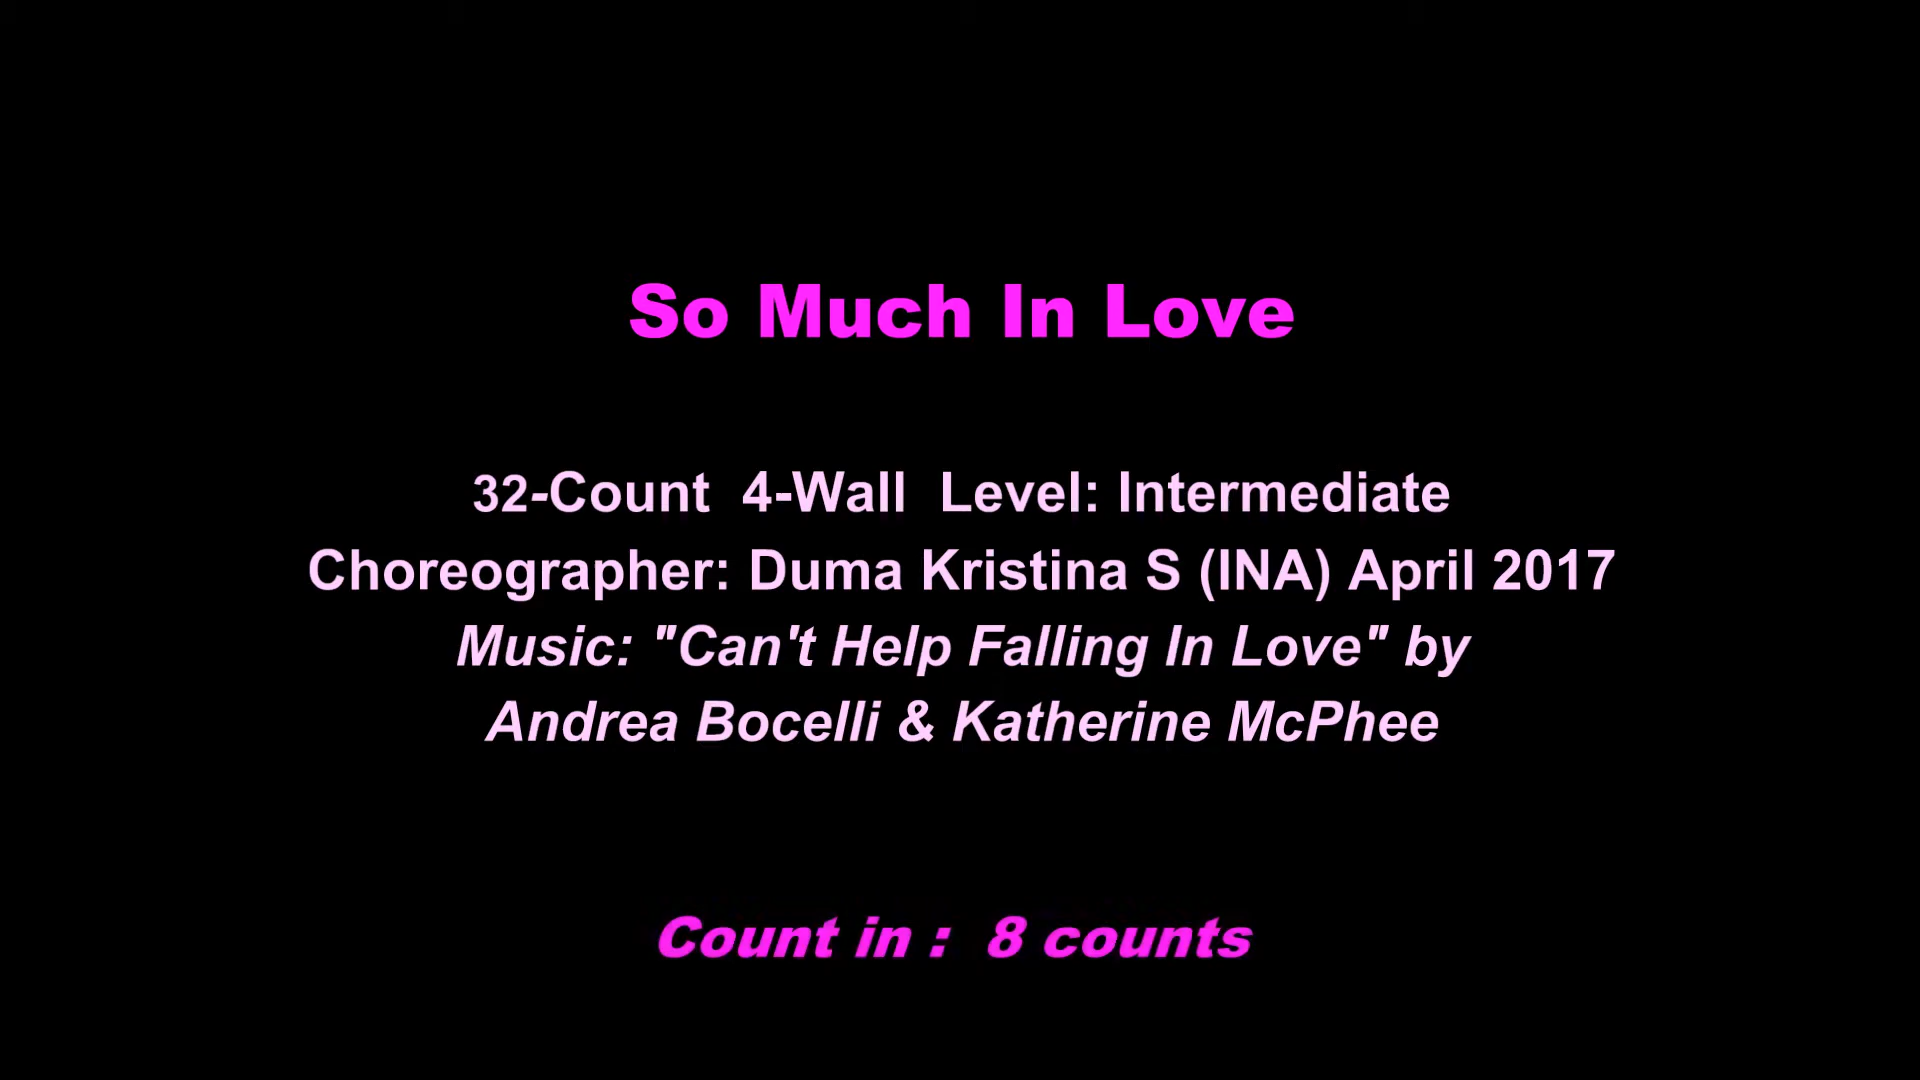 So Much In Love
32-Count 4-Wall Level: Intermediate
Choreographer: Duma Kristina S (INA) April 2017
Music: "Can't Help Falling In Love" by
Andrea Bocelli & Katherine McPhee
Count in : 8 counts